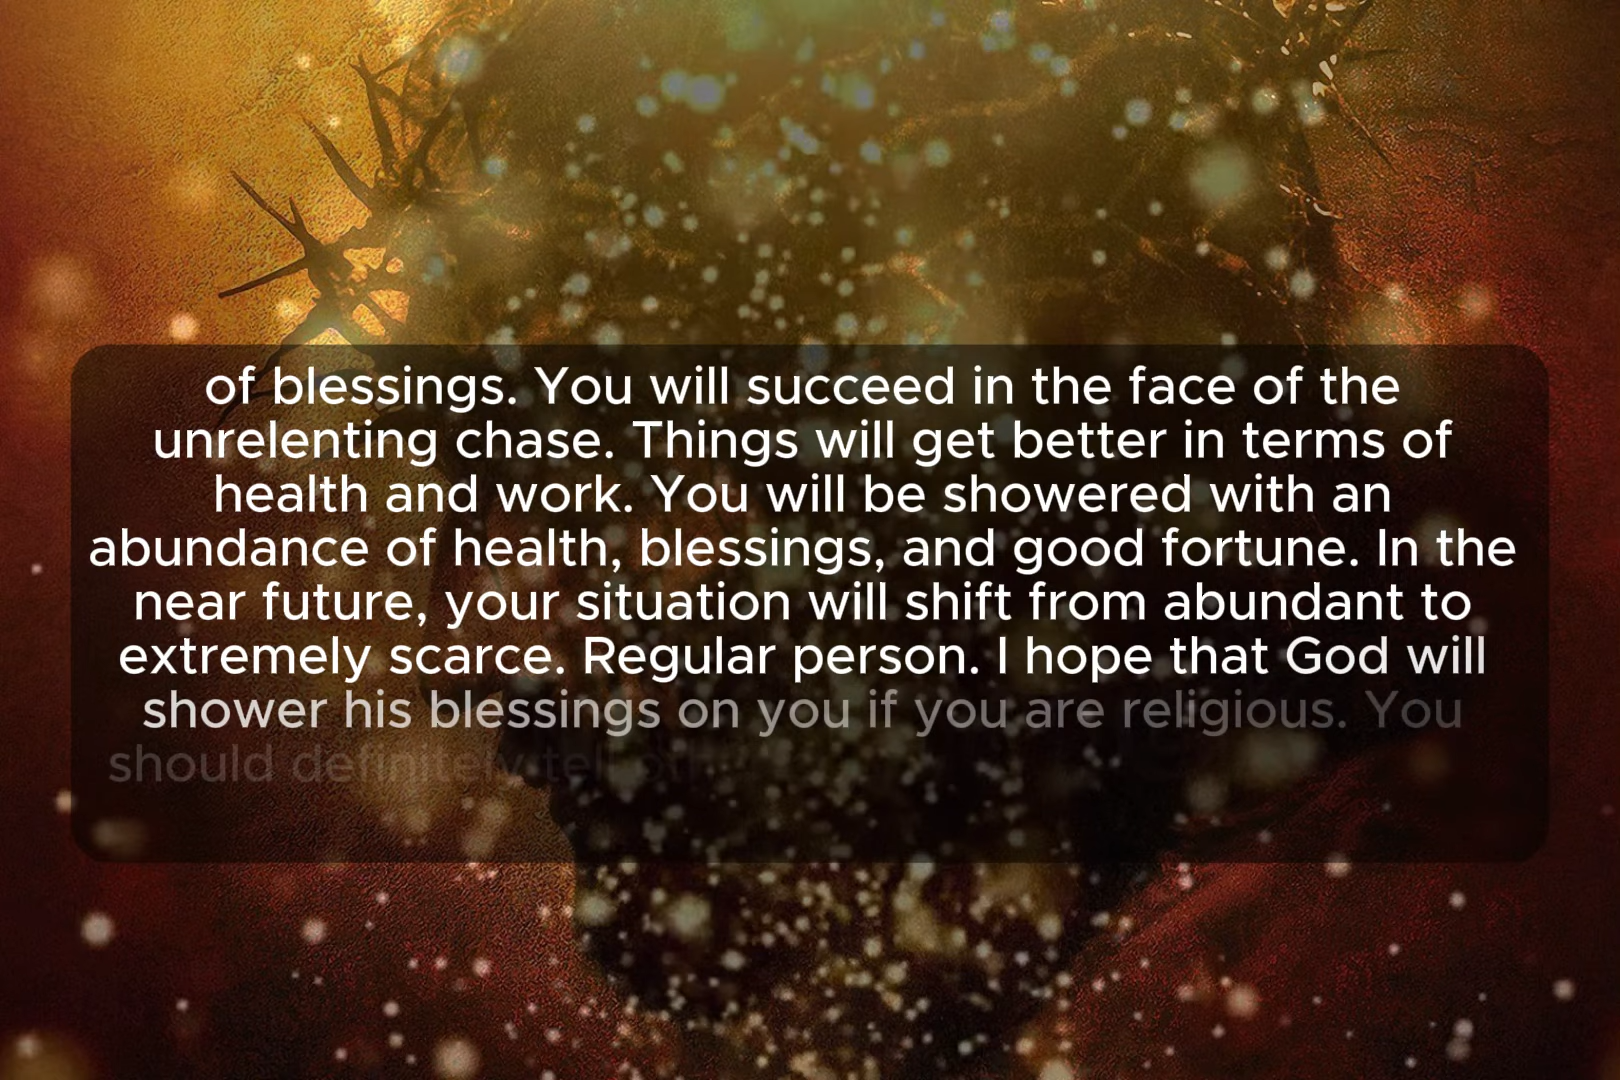 of blessings. You will succeed in the face of the
unrelenting chase. Things will get better in terms of
health and work. You will be showered with an
abundance of health, blessings, and good fortune. In the
near future, your situation will shift from abundant to
extremely scarce. Regular person. I hope that God will
shower his blessings on you if you are religious. You
should definitely tell